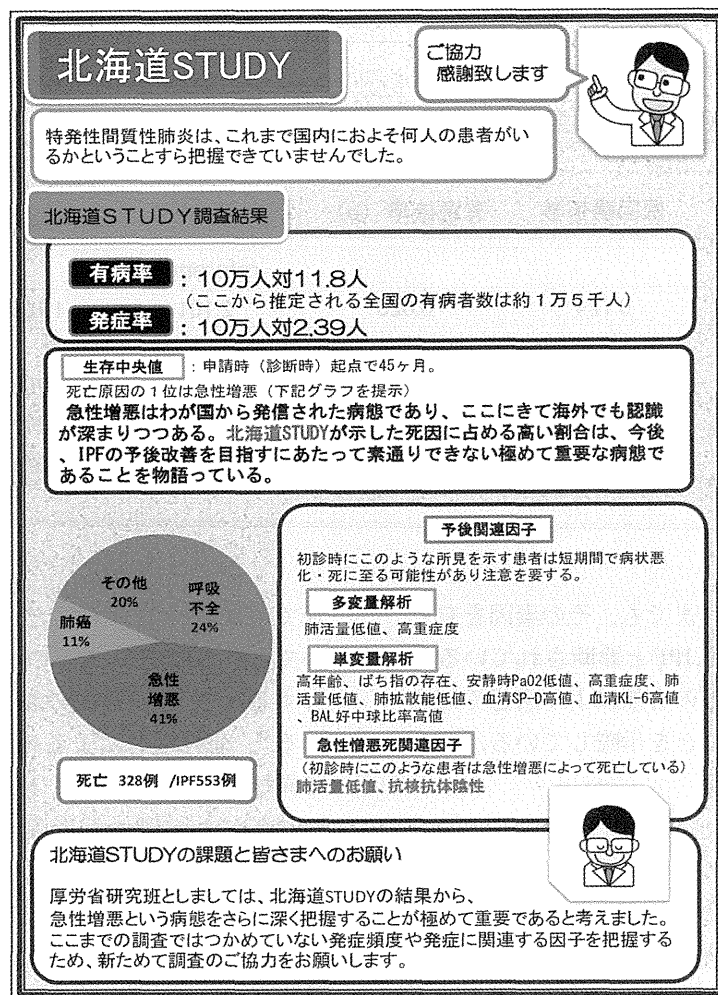 北海道STUDY
ご協力
感謝致します
特発性間質性肺炎は、これまで国内におよそ何人の患者がい
るかということすら把握できていませんでした。
北海道STUDY調査結果
有病率 : 10万人対11.8人
(ここから推定される全国の有病者数は約1万5千人)
発症率 : 10万人対2.39人
生存中央値 : 申請時（診断時）起点で45ヶ月。
死亡原因の1位は急性増悪（下記グラフを提示）
急性増悪はわが国から発信された病態であり、ここにきて海外でも認識
が深まりつつある。北海道STUDYが示した死因に占める高い割合は、今後
、IPFの予後改善を目指すにあたって素通りできない極めて重要な病態で
あることを物語っている。
その他
20%
呼吸
不全
24%
肺癌
11%
急性
増悪
41%
死亡 328例 /IPF553例
予後関連因子
初診時にこのような所見を示す患者は短期間で病状悪
化・死に至る可能性があり注意を要する。
多変量解析
肺活量低値、高重症度
単変量解析
高年齢、ばち指の存在、安静時PaO2低値、高重症度、肺
活量低値、肺拡散能低値、血清SP-D高値、血清KL-6高値
、BAL好中球比率高値
急性憎悪死関連因子
(初診時にこのような患者は急性増悪によって死亡している)
肺活量低値、抗核抗体陰性
北海道STUDYの課題と皆さまへのお願い
厚労省研究班としましては、北海道STUDYの結果から、
急性増悪という病態をさらに深く把握することが極めて重要であると考えました。
ここまでの調査ではつかめていない発症頻度や発症に関連する因子を把握する
ため、新ためて調査のご協力をお願いします。